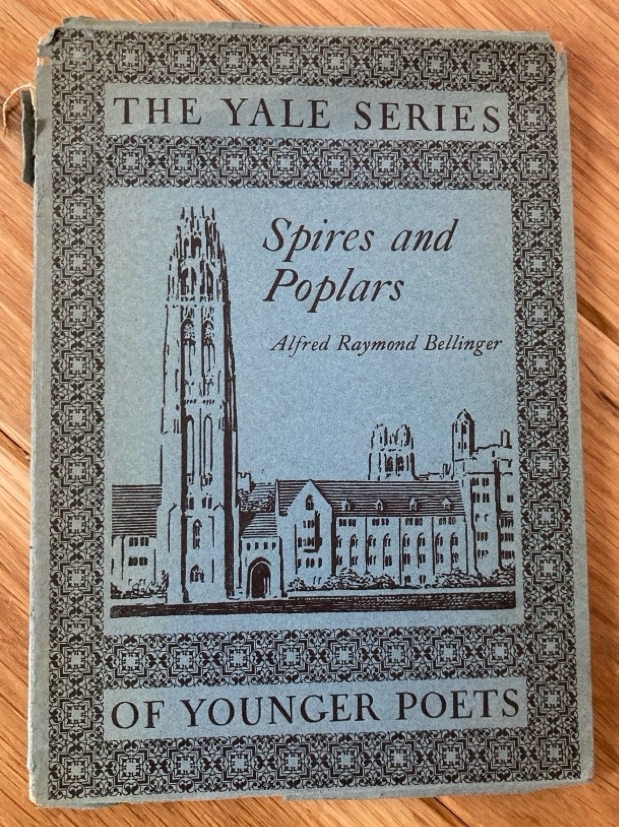 THE YALE SERIES
Spires and
Poplars
Alfred Raymond Bellinger
OF YOUNGER POETS